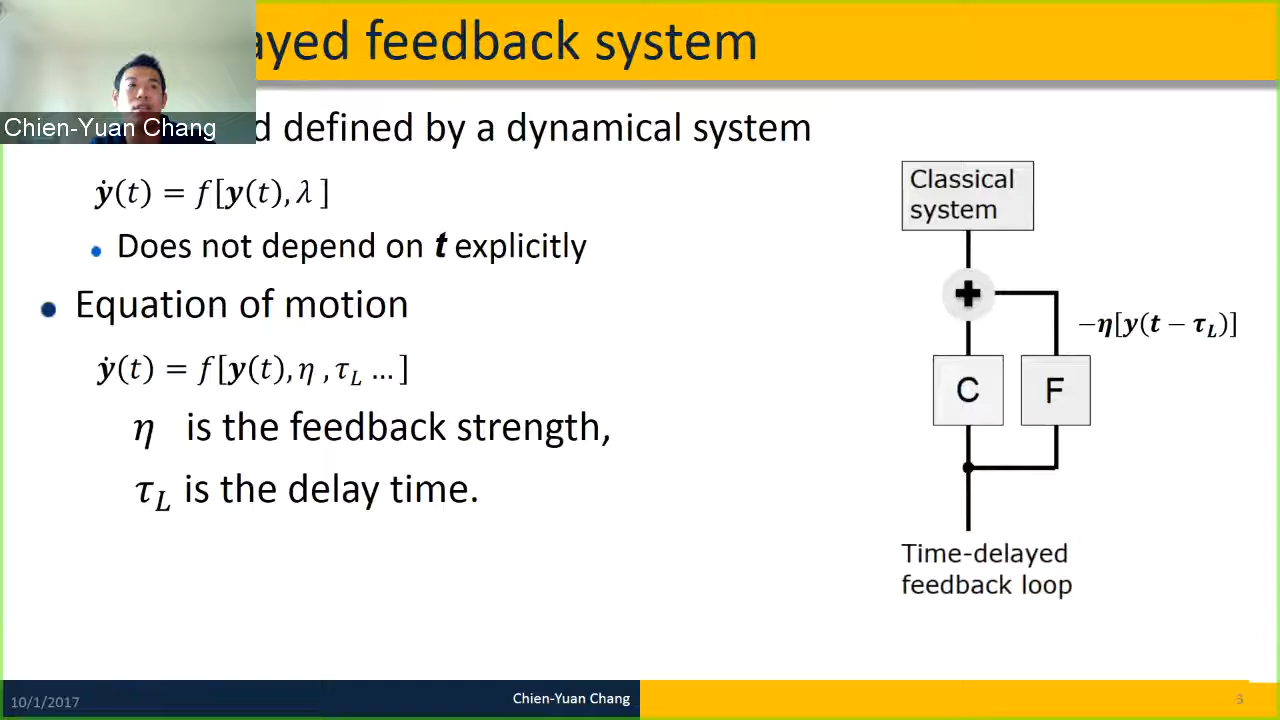 ayed feedback system
Chien-Yuan Chang
d defined by a dynamical system
ẏ(t) = f[y(t), λ ]
Does not depend on t explicitly
Equation of motion
ẏ(t) = f[y(t), η , τ_L ...]
η is the feedback strength,
τ_L is the delay time.
Classical
system
+
−η[y(t − τ_L)]
C
F
Time-delayed
feedback loop
10/1/2017
Chien-Yuan Chang
3